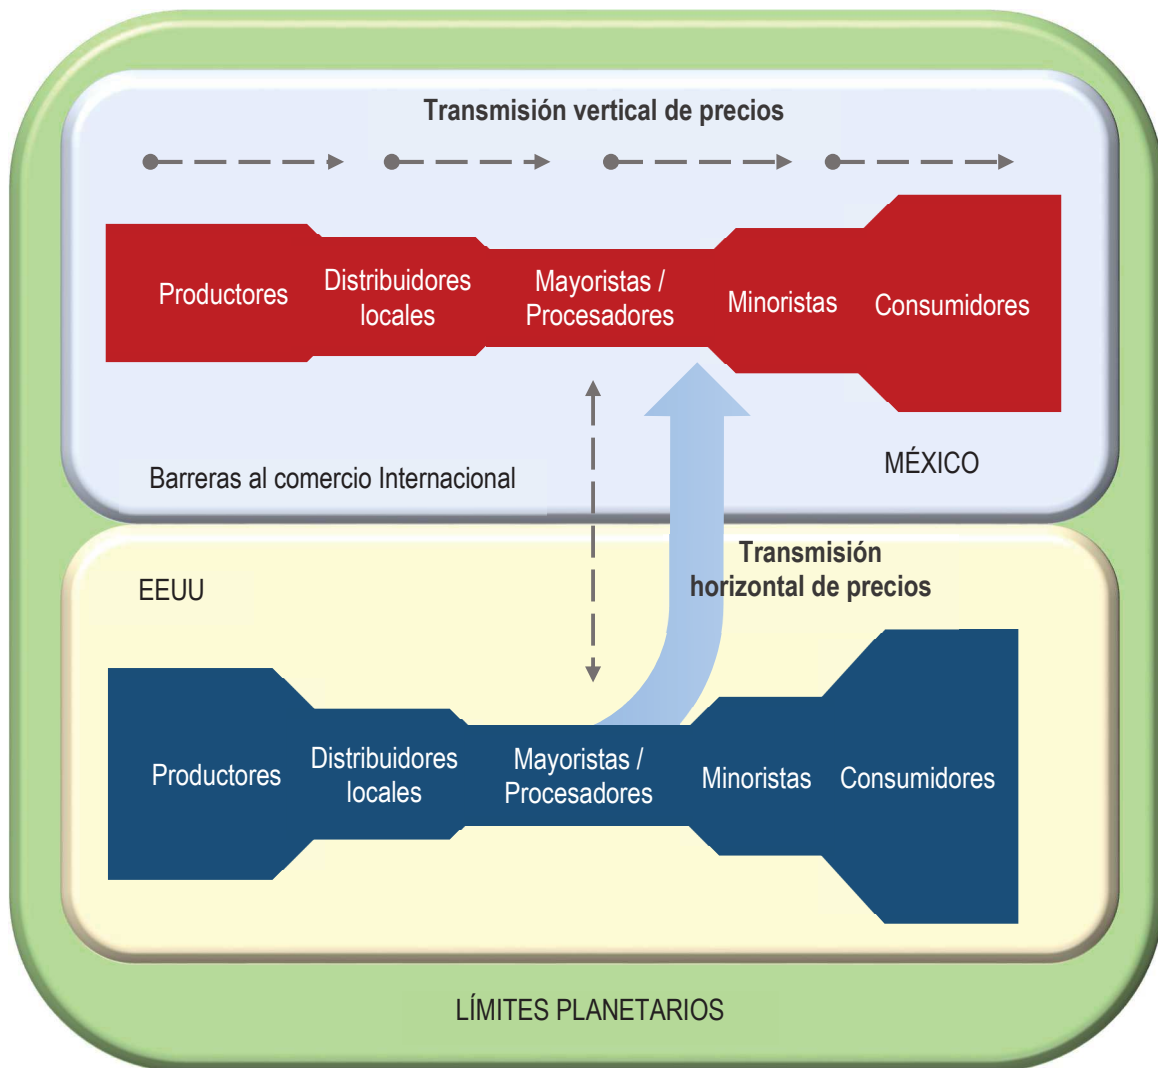 Transmisión vertical de precios
Productores
Distribuidores
locales
Mayoristas /
Procesadores
Minoristas
Consumidores
Barreras al comercio Internacional
MÉXICO
Transmisión
horizontal de precios
EEUU
Productores
Distribuidores
locales
Mayoristas /
Procesadores
Minoristas
Consumidores
LÍMITES PLANETARIOS